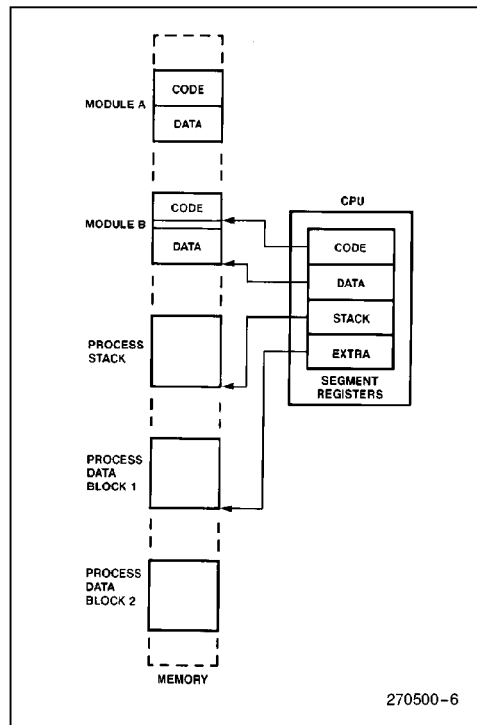 MODULE A
CODE
DATA
MODULE B
CODE
DATA
CPU
CODE
DATA
STACK
EXTRA
SEGMENT
REGISTERS
PROCESS
STACK
PROCESS
DATA
BLOCK 1
PROCESS
DATA
BLOCK 2
MEMORY
270500-6